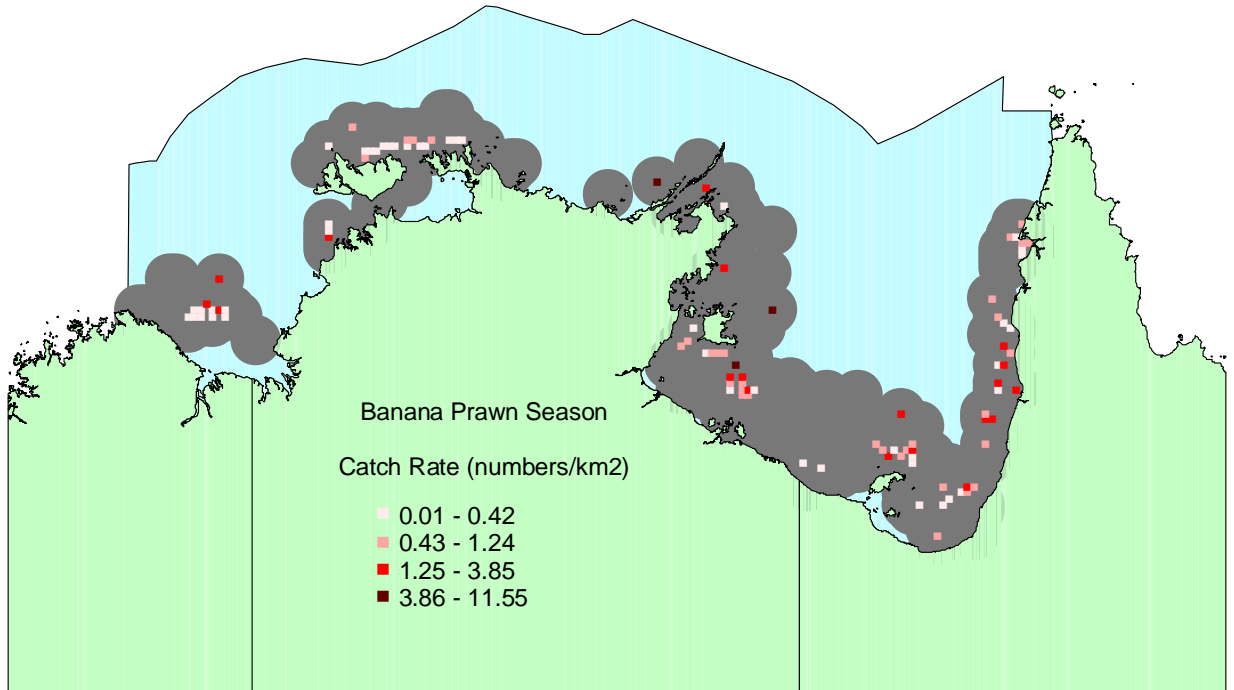 Banana Prawn Season
Catch Rate (numbers/km2)
0.01 - 0.42
0.43 - 1.24
1.25 - 3.85
3.86 - 11.55